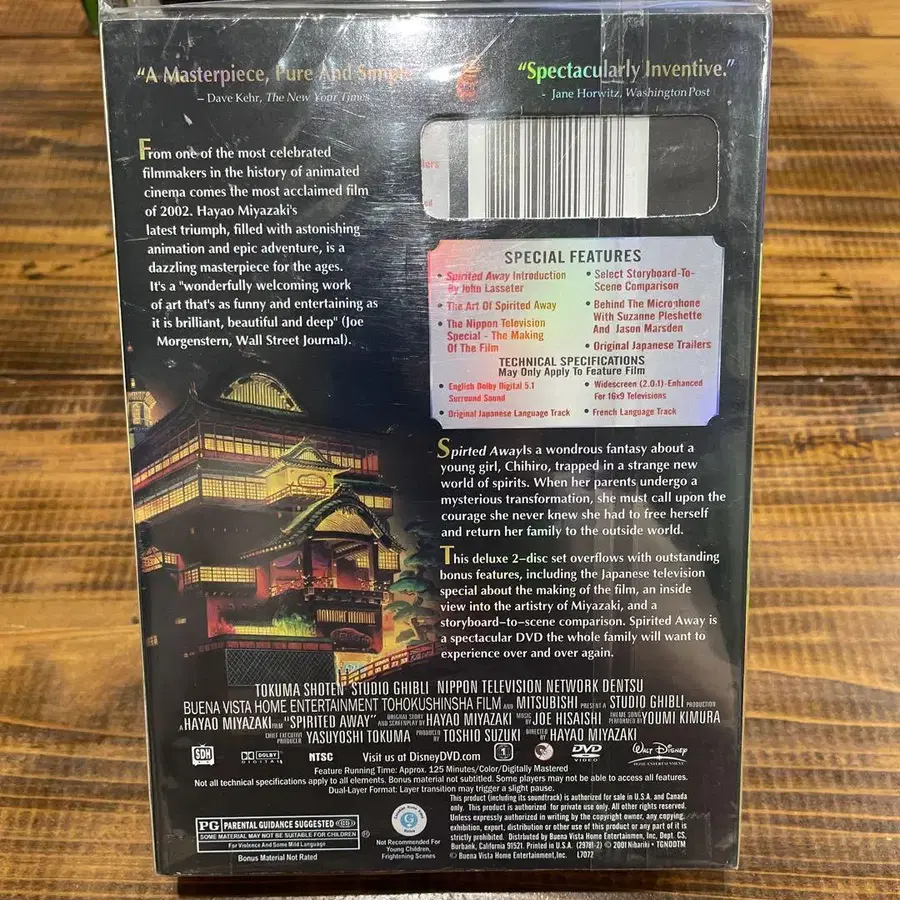 “A Masterpiece, Pure And Simple
– Dave Kehr, The New York Times
“Spectacularly Inventive.”
- Jane Horwitz, Washington Post
From one of the most celebrated
filmmakers in the history of animated
cinema comes the most acclaimed film
of 2002. Hayao Miyazaki's
latest triumph, filled with astonishing
animation and epic adventure, is a
dazzling masterpiece for the ages.
It's a "wonderfully welcoming work
of art that's as funny and entertaining as
it is brilliant, beautiful and deep" (Joe
Morgenstern, Wall Street Journal).
SPECIAL FEATURES
• Spirited Away Introduction
By John Lasseter
• The Art Of Spirited Away
• The Nippon Television
Special - The Making
Of The Film
• Select Storyboard-To-
Scene Comparison
• Behind The Microphone
With Suzanne Pleshette
And Jason Marsden
• Original Japanese Trailers
TECHNICAL SPECIFICATIONS
May Only Apply To Feature Film
• English Dolby Digital 5.1
Surround Sound
• Original Japanese Language Track
• Widescreen (2.0:1)-Enhanced
For 16x9 Televisions
• French Language Track
Spirted AwayIs a wondrous fantasy about a
young girl, Chihiro, trapped in a strange new
world of spirits. When her parents undergo a
mysterious transformation, she must call upon the
courage she never knew she had to free herself
and return her family to the outside world.
This deluxe 2–disc set overflows with outstanding
bonus features, including the Japanese television
special about the making of the film, an inside
view into the artistry of Miyazaki, and a
storyboard–to–scene comparison. Spirited Away is
a spectacular DVD the whole family will want to
experience over and over again.
TOKUMA SHOTEN STUDIO GHIBLI NIPPON TELEVISION NETWORK DENTSU
BUENA VISTA HOME ENTERTAINMENT TOHOKUSHINSHA FILM AND MITSUBISHI PRESENT A STUDIO GHIBLI PRODUCTION
A HAYAO MIYAZAKI FILM “SPIRITED AWAY” ORIGINAL STORY AND SCREENPLAY BY HAYAO MIYAZAKI MUSIC BY JOE HISAISHI THEME SONG PERFORMED BY YOUMI KIMURA
CHIEF EXECUTIVE PRODUCER YASUYOSHI TOKUMA PRODUCED BY TOSHIO SUZUKI DIRECTED BY HAYAO MIYAZAKI
SDH DOLBY DIGITAL NTSC Visit us at DisneyDVD.com 1 DVD VIDEO Walt Disney HOME ENTERTAINMENT
Feature Running Time: Approx. 125 Minutes/Color/Digitally Mastered
Not all technical specifications apply to all elements. Bonus material not subtitled. Some players may not be able to access all features.
Dual-Layer Format: Layer transition may trigger a slight pause.
PG PARENTAL GUIDANCE SUGGESTED
SOME MATERIAL MAY NOT BE SUITABLE FOR CHILDREN
For Violence And Some Mild Language
Bonus Material Not Rated
G
Not Recommended For
Young Children,
Frightening Scenes
This product (including its soundtrack) is authorized for sale in U.S.A. and Canada
only. This product is authorized for private use only. All other rights reserved.
Unless expressly authorized in writing by the copyright owner, any copying,
exhibition, export, distribution or other use of this product or any part of it is
strictly prohibited. Distributed by Buena Vista Home Entertainmen, Inc, Dept. CS,
Burbank, California 91521. Printed in U.S.A. (29781-2) © 2001 Nibariki • TGNDDTM
© Buena Vista Home Entertainment, Inc. L7072